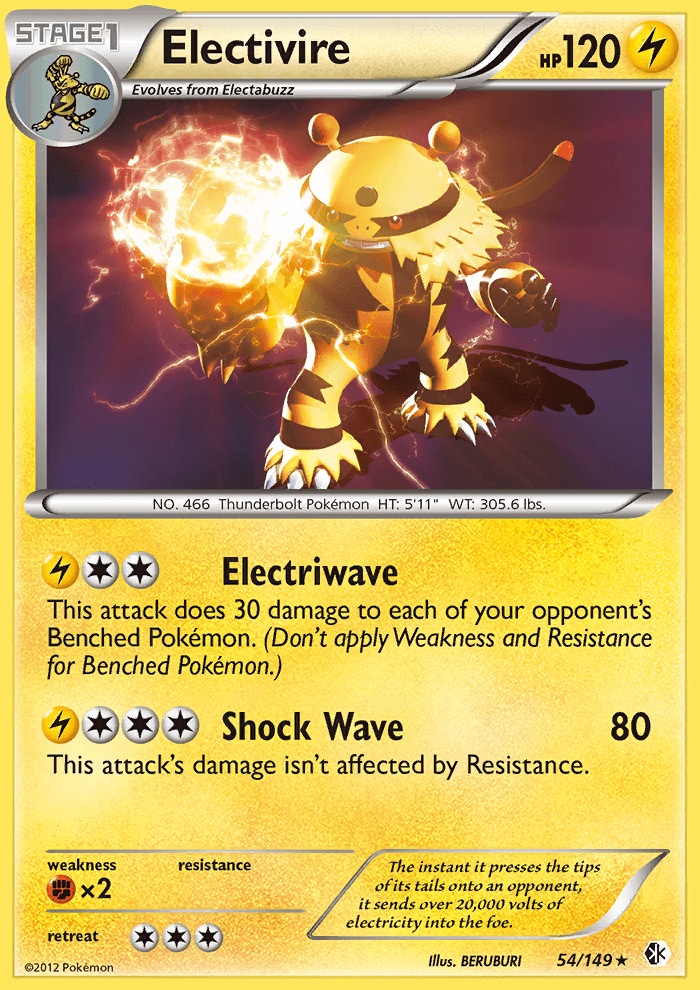 STAGE1
Electivire
HP120
Evolves from Electabuzz
NO. 466 Thunderbolt Pokémon HT: 5'11" WT: 305.6 lbs.
Electriwave
This attack does 30 damage to each of your opponent's
Benched Pokémon. (Don't apply Weakness and Resistance
for Benched Pokémon.)
Shock Wave 80
This attack's damage isn't affected by Resistance.
weakness resistance
×2
retreat
The instant it presses the tips
of its tails onto an opponent,
it sends over 20,000 volts of
electricity into the foe.
©2012 Pokémon
Illus. BERUBURI
54/149★